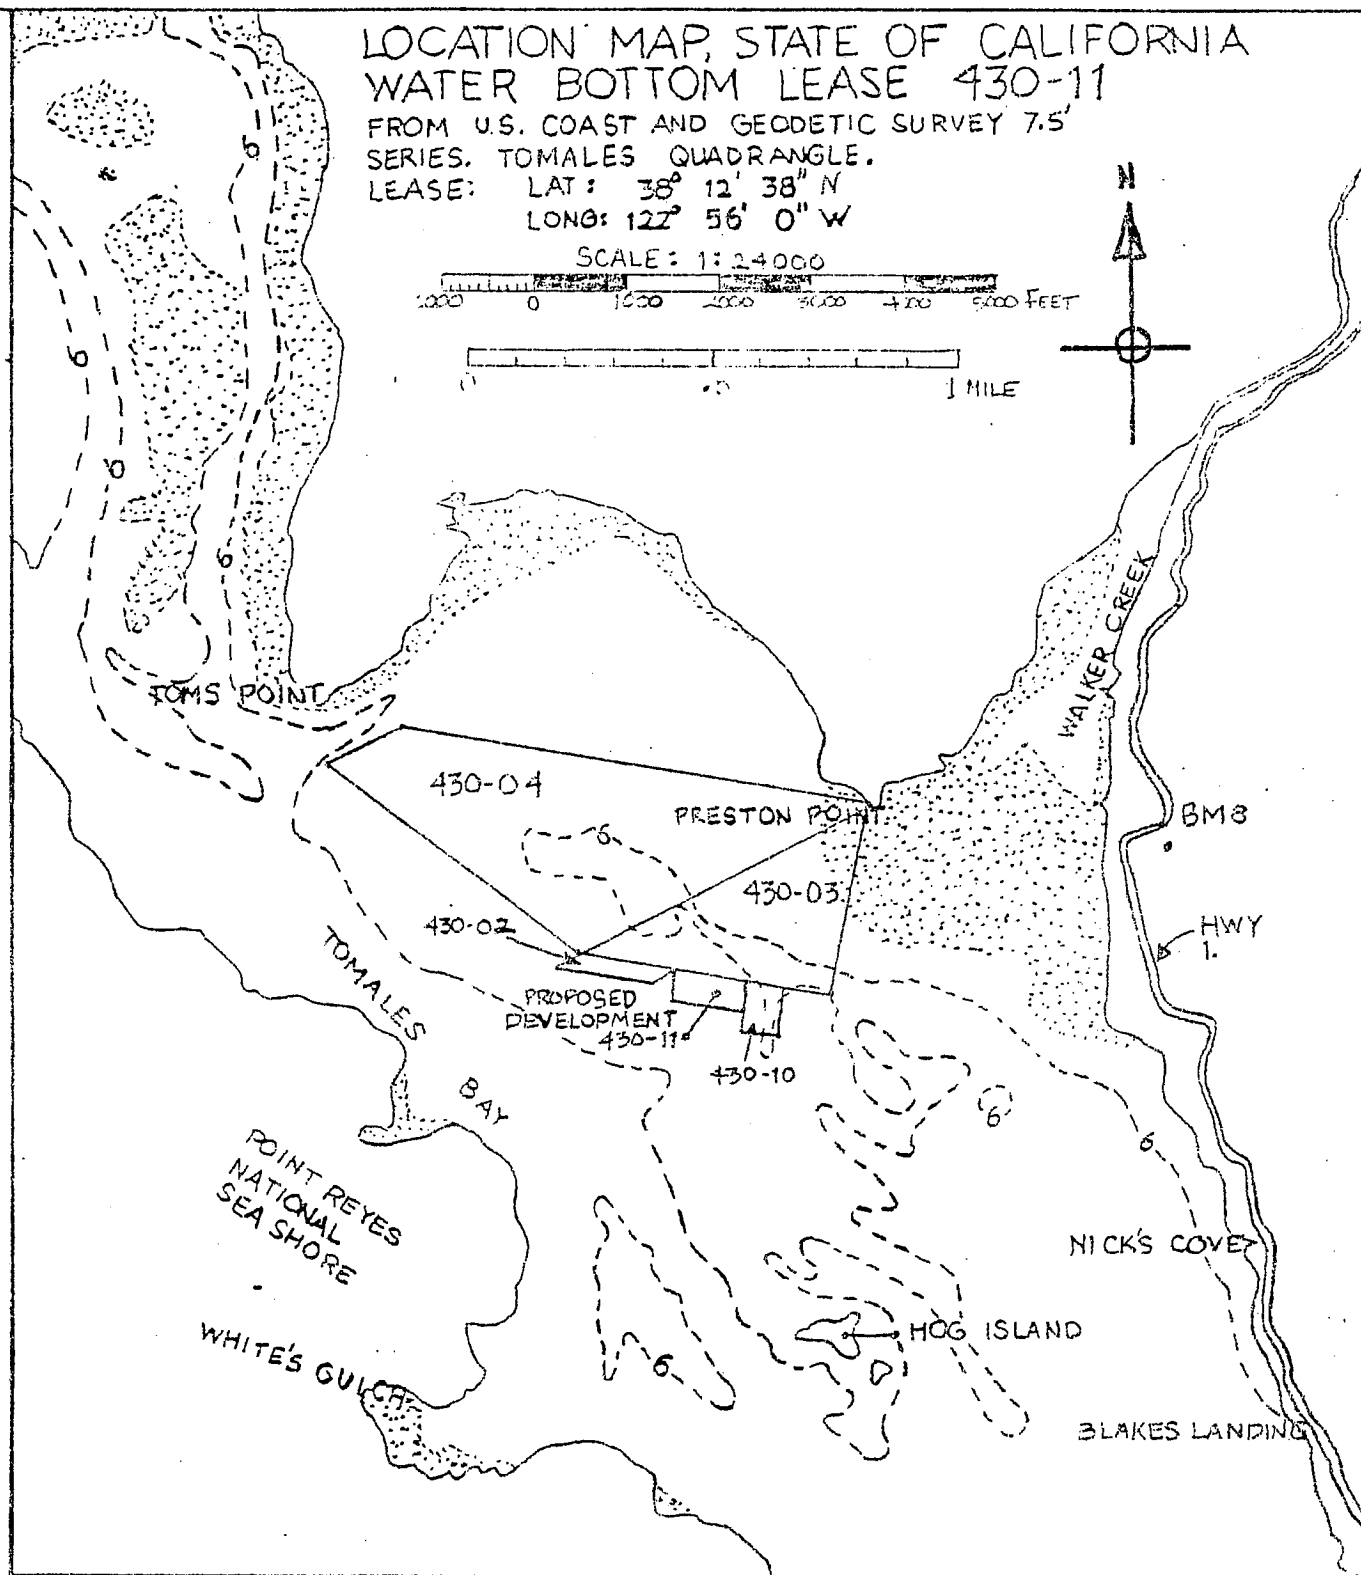 LOCATION MAP, STATE OF CALIFORNIA
WATER BOTTOM LEASE 430-11
FROM U.S. COAST AND GEODETIC SURVEY 7.5'
SERIES. TOMALES QUADRANGLE.
LEASE: LAT: 38° 12' 38" N
LONG: 122° 56' 0" W
N
SCALE: 1:24000
1000 0 1000 2000 3000 4000 5000 FEET
0 .5 1 MILE
6
6
6
6
WALKER CREEK
TOMS POINT
430-04
PRESTON POINT
BM8
6
430-03
430-02
HWY
1.
TOMALES
BAY
PROPOSED
DEVELOPMENT
430-11
430-10
6
6
POINT REYES
NATIONAL
SEA SHORE
NICK'S COVE
HOG ISLAND
WHITE'S GULCH
6
BLAKES LANDING